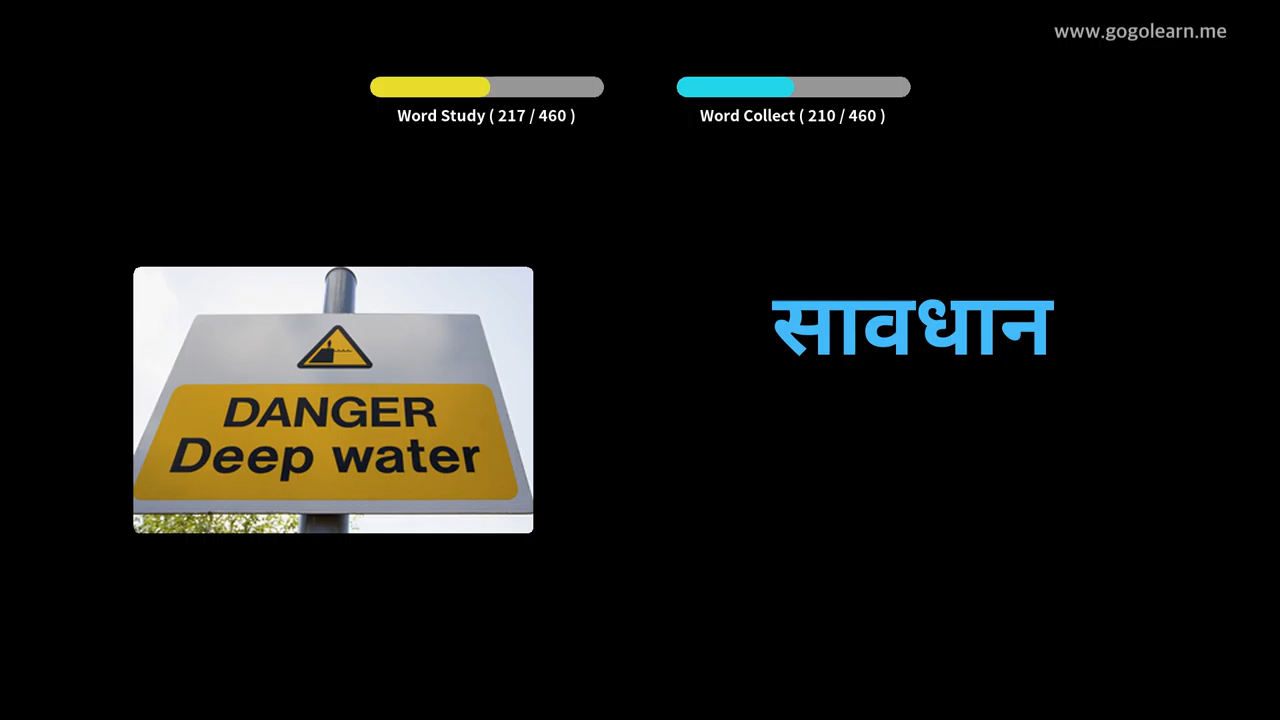 www.gogolearn.me
Word Study ( 217 / 460 )
Word Collect ( 210 / 460 )
सावधान
DANGER
Deep water